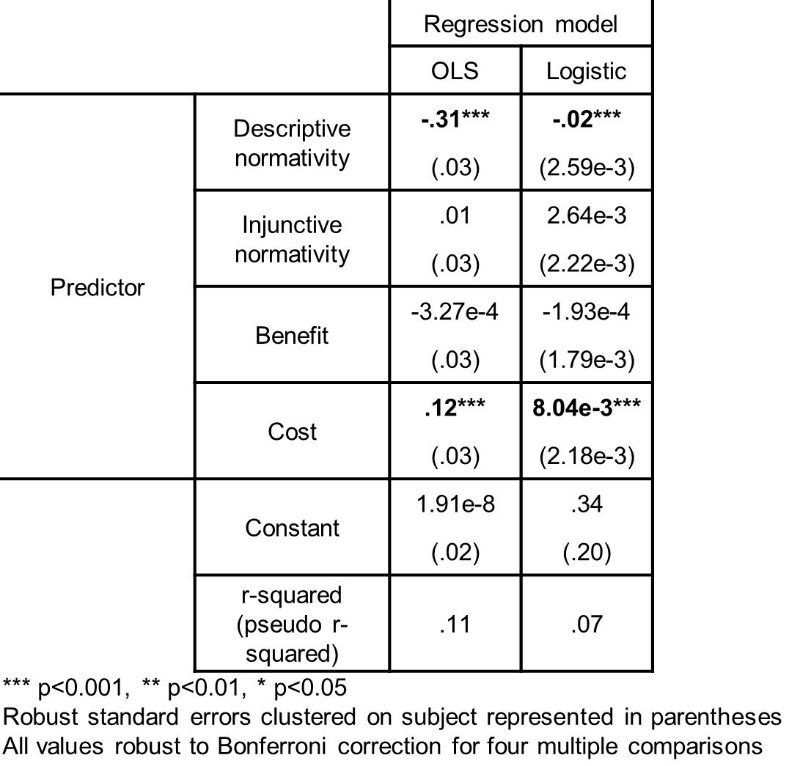 Regression model
OLS Logistic
Predictor
Descriptive
normativity
-.31*** -.02***
(.03) (2.59e-3)
Injunctive
normativity
.01 2.64e-3
(.03) (2.22e-3)
Benefit
-3.27e-4 -1.93e-4
(.03) (1.79e-3)
Cost
.12*** 8.04e-3***
(.03) (2.18e-3)
Constant
1.91e-8 .34
(.02) (.20)
r-squared
(pseudo r-
squared)
.11 .07
*** p<0.001, ** p<0.01, * p<0.05
Robust standard errors clustered on subject represented in parentheses
All values robust to Bonferroni correction for four multiple comparisons